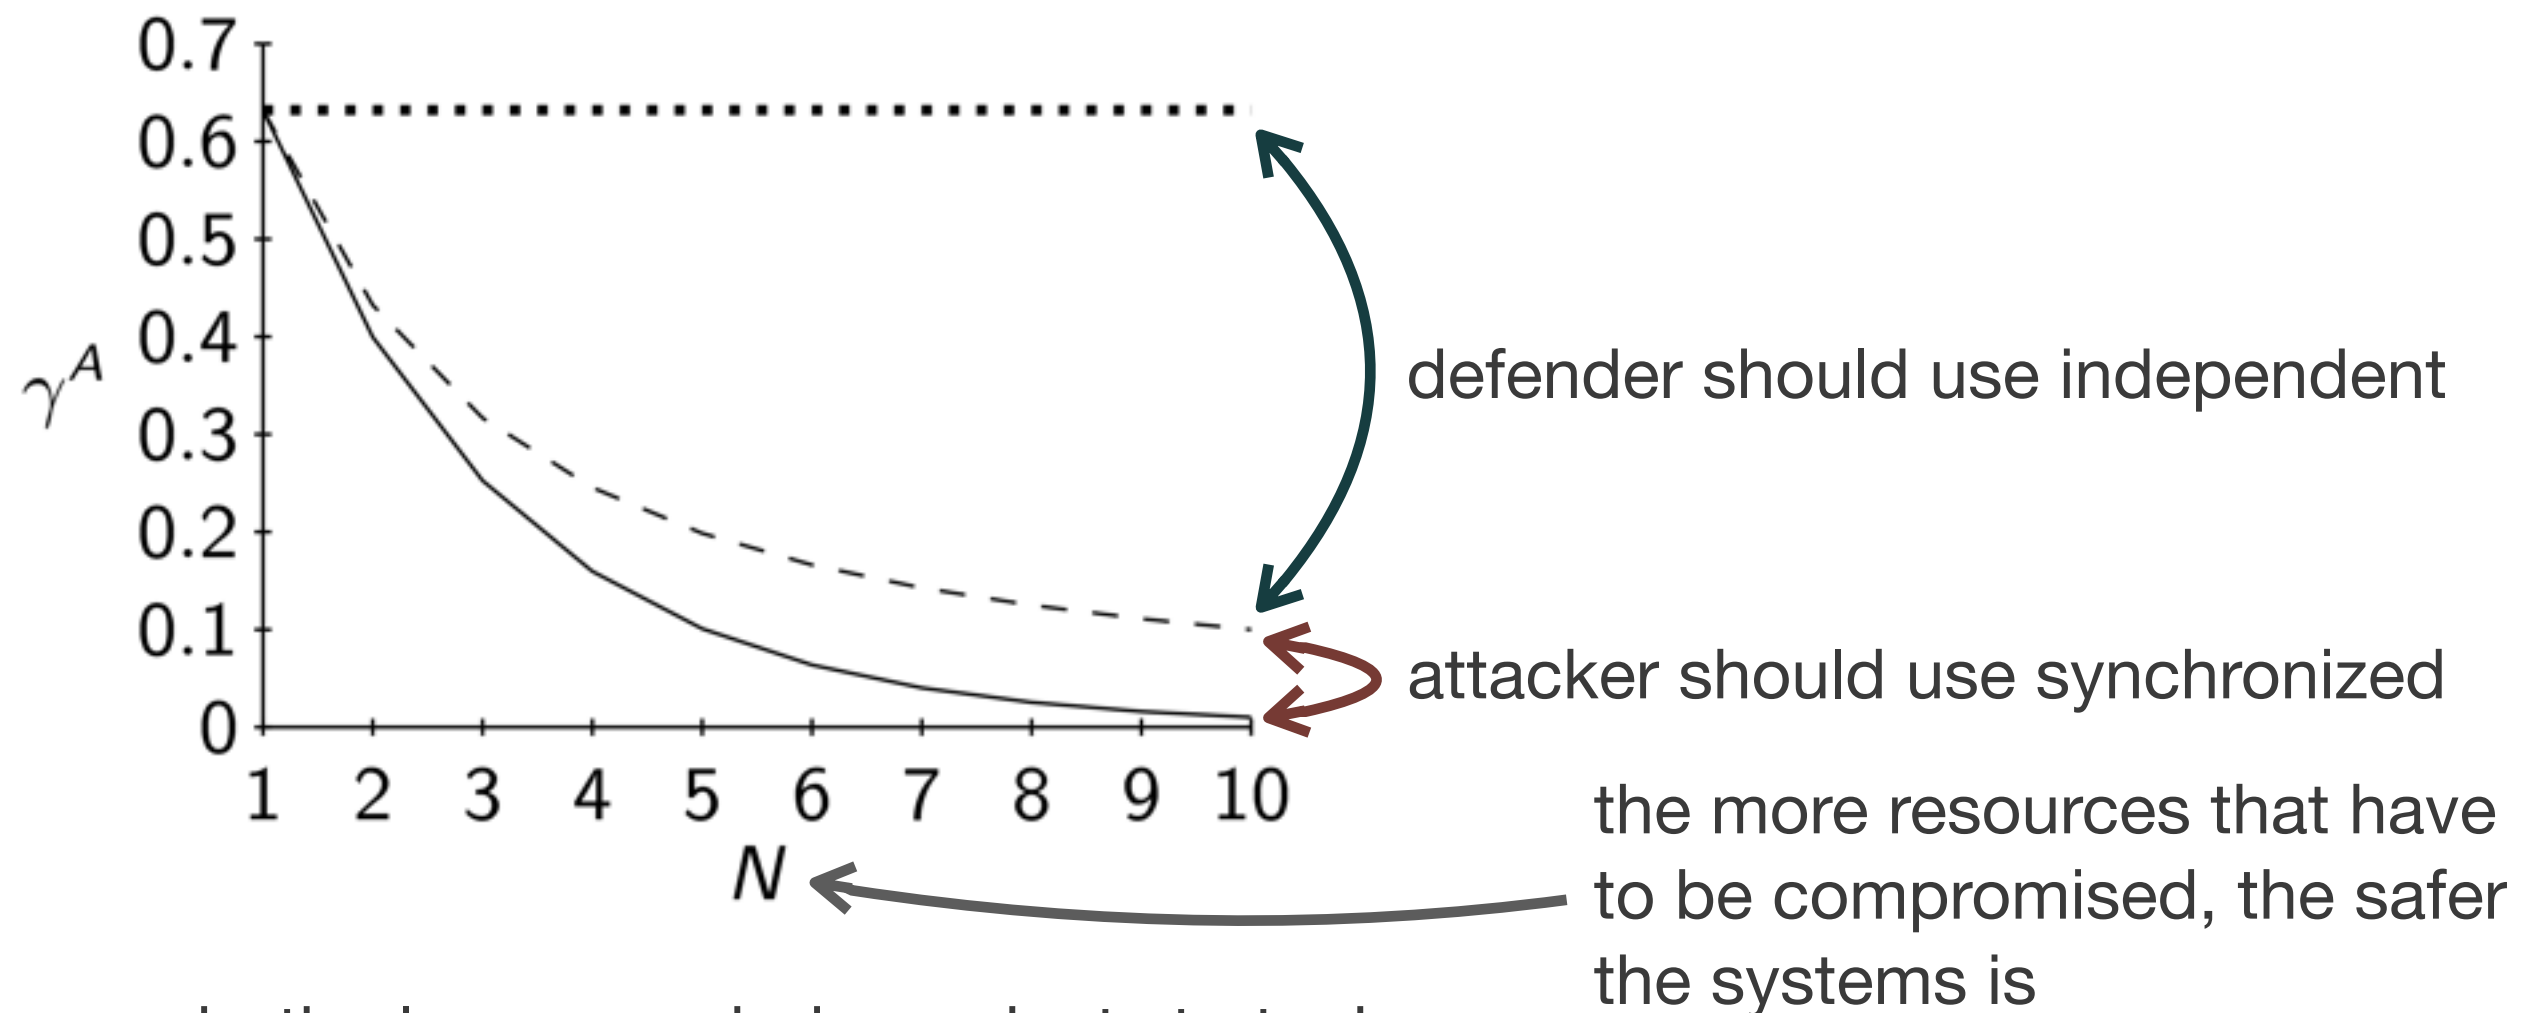 0.7
0.6
0.5
0.4
0.3
0.2
0.1
0
γᴬ
1 2 3 4 5 6 7 8 9 10
N
defender should use independent
attacker should use synchronized
the more resources that have
to be compromised, the safer
the systems is